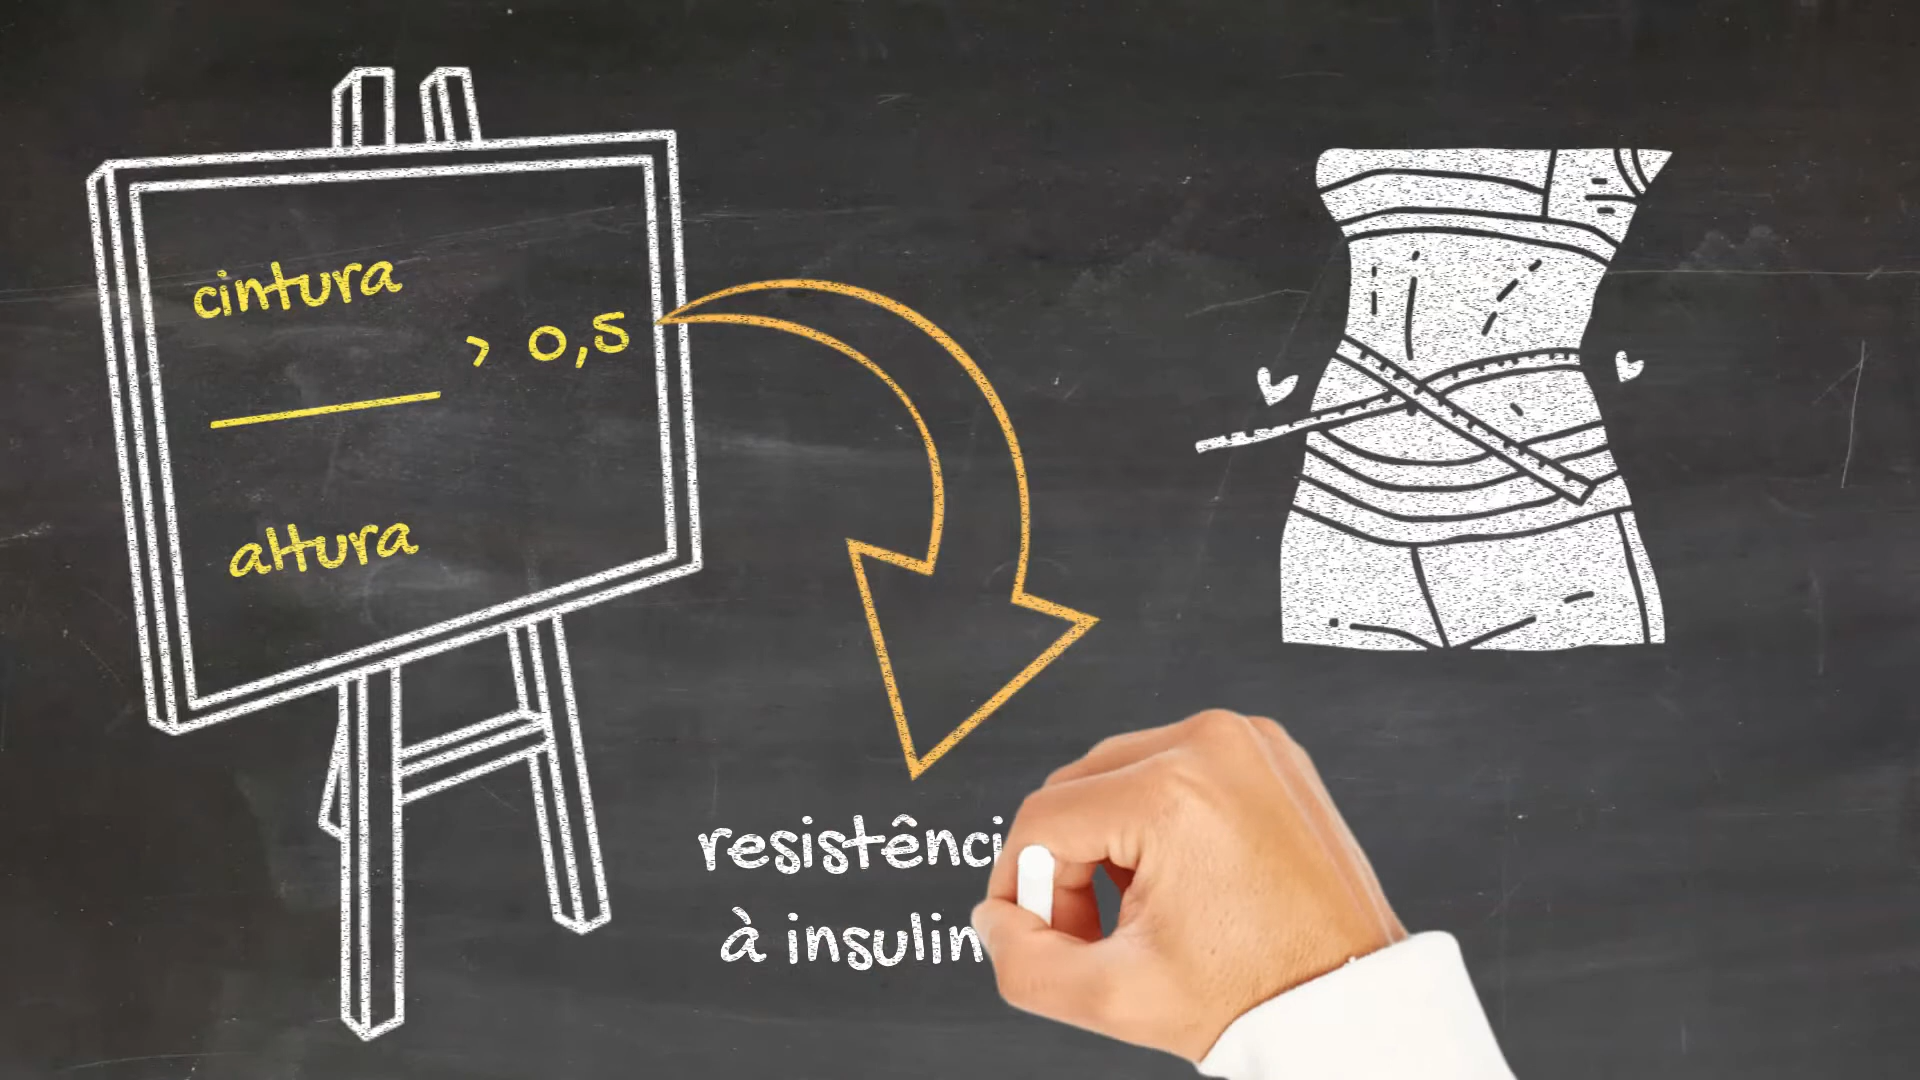 cintura
> 0,5
altura
resistênci
à insulin